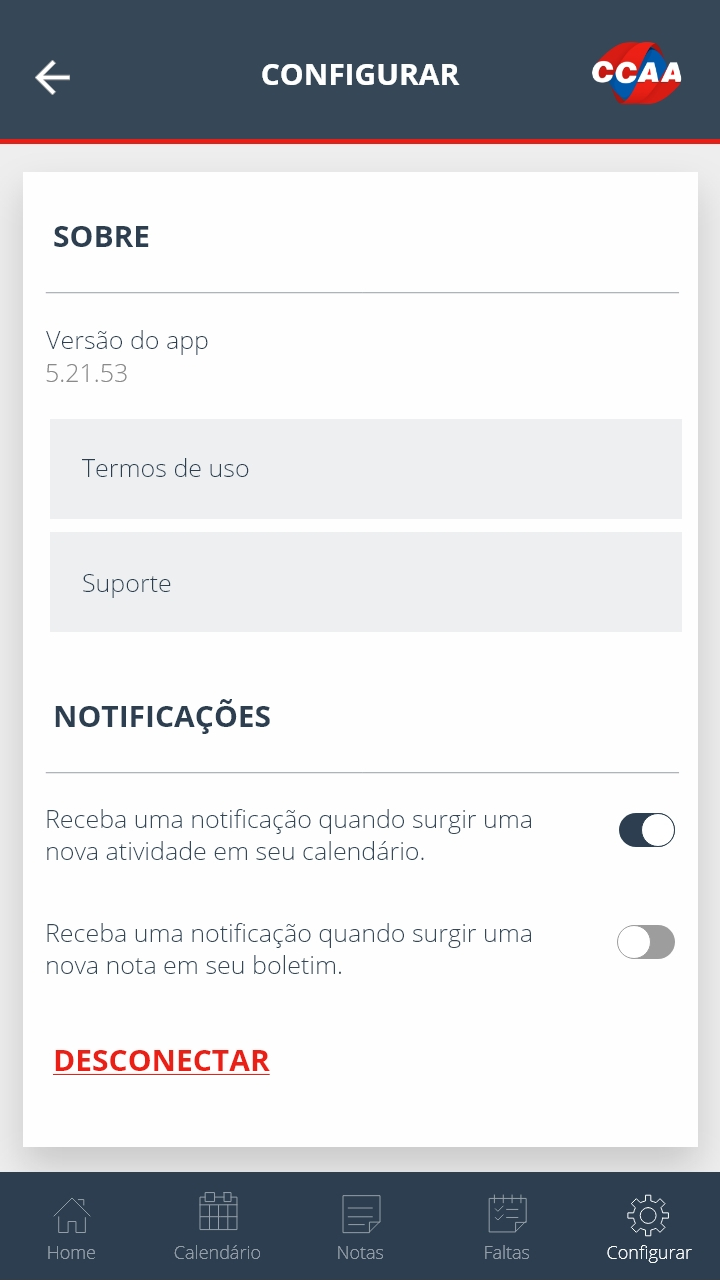 CONFIGURAR
CCAA
SOBRE
Versão do app
5.21.53
Termos de uso
Suporte
NOTIFICAÇÕES
Receba uma notificação quando surgir uma
nova atividade em seu calendário.
Receba uma notificação quando surgir uma
nova nota em seu boletim.
DESCONECTAR
Home
Calendário
Notas
Faltas
Configurar